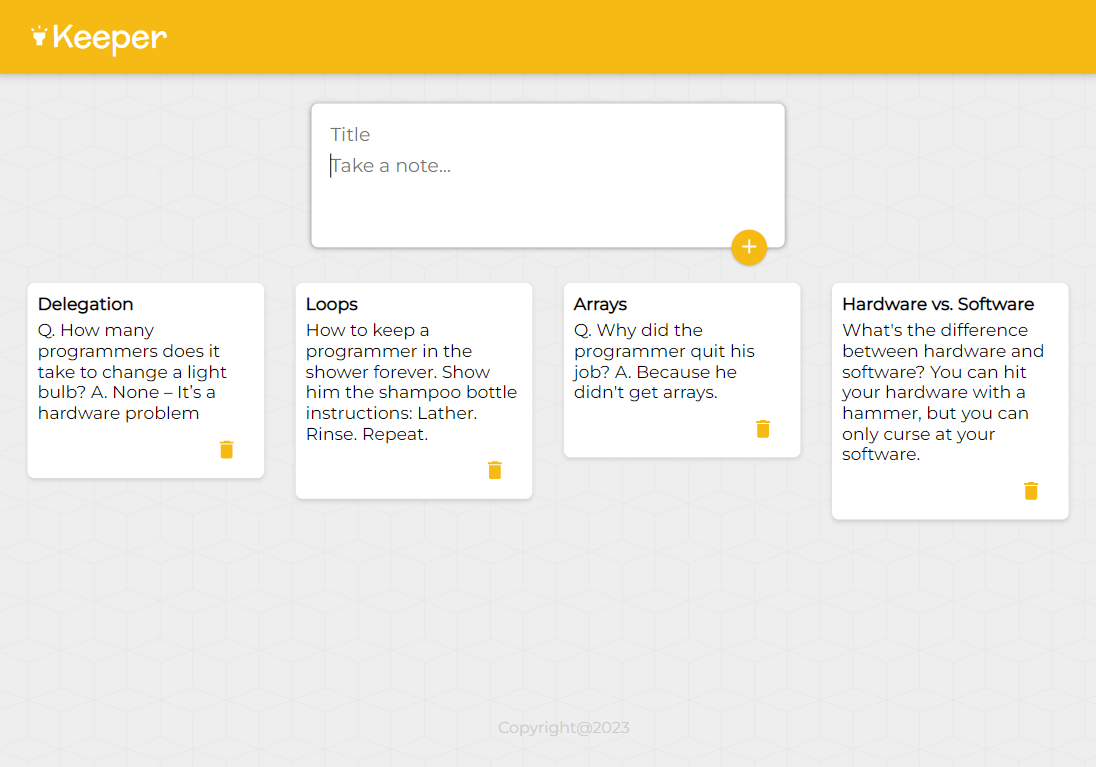 Keeper
Title
Take a note...
+
Delegation
Q. How many
programmers does it
take to change a light
bulb? A. None – It’s a
hardware problem
Loops
How to keep a
programmer in the
shower forever. Show
him the shampoo bottle
instructions: Lather.
Rinse. Repeat.
Arrays
Q. Why did the
programmer quit his
job? A. Because he
didn't get arrays.
Hardware vs. Software
What's the difference
between hardware and
software? You can hit
your hardware with a
hammer, but you can
only curse at your
software.
Copyright@2023